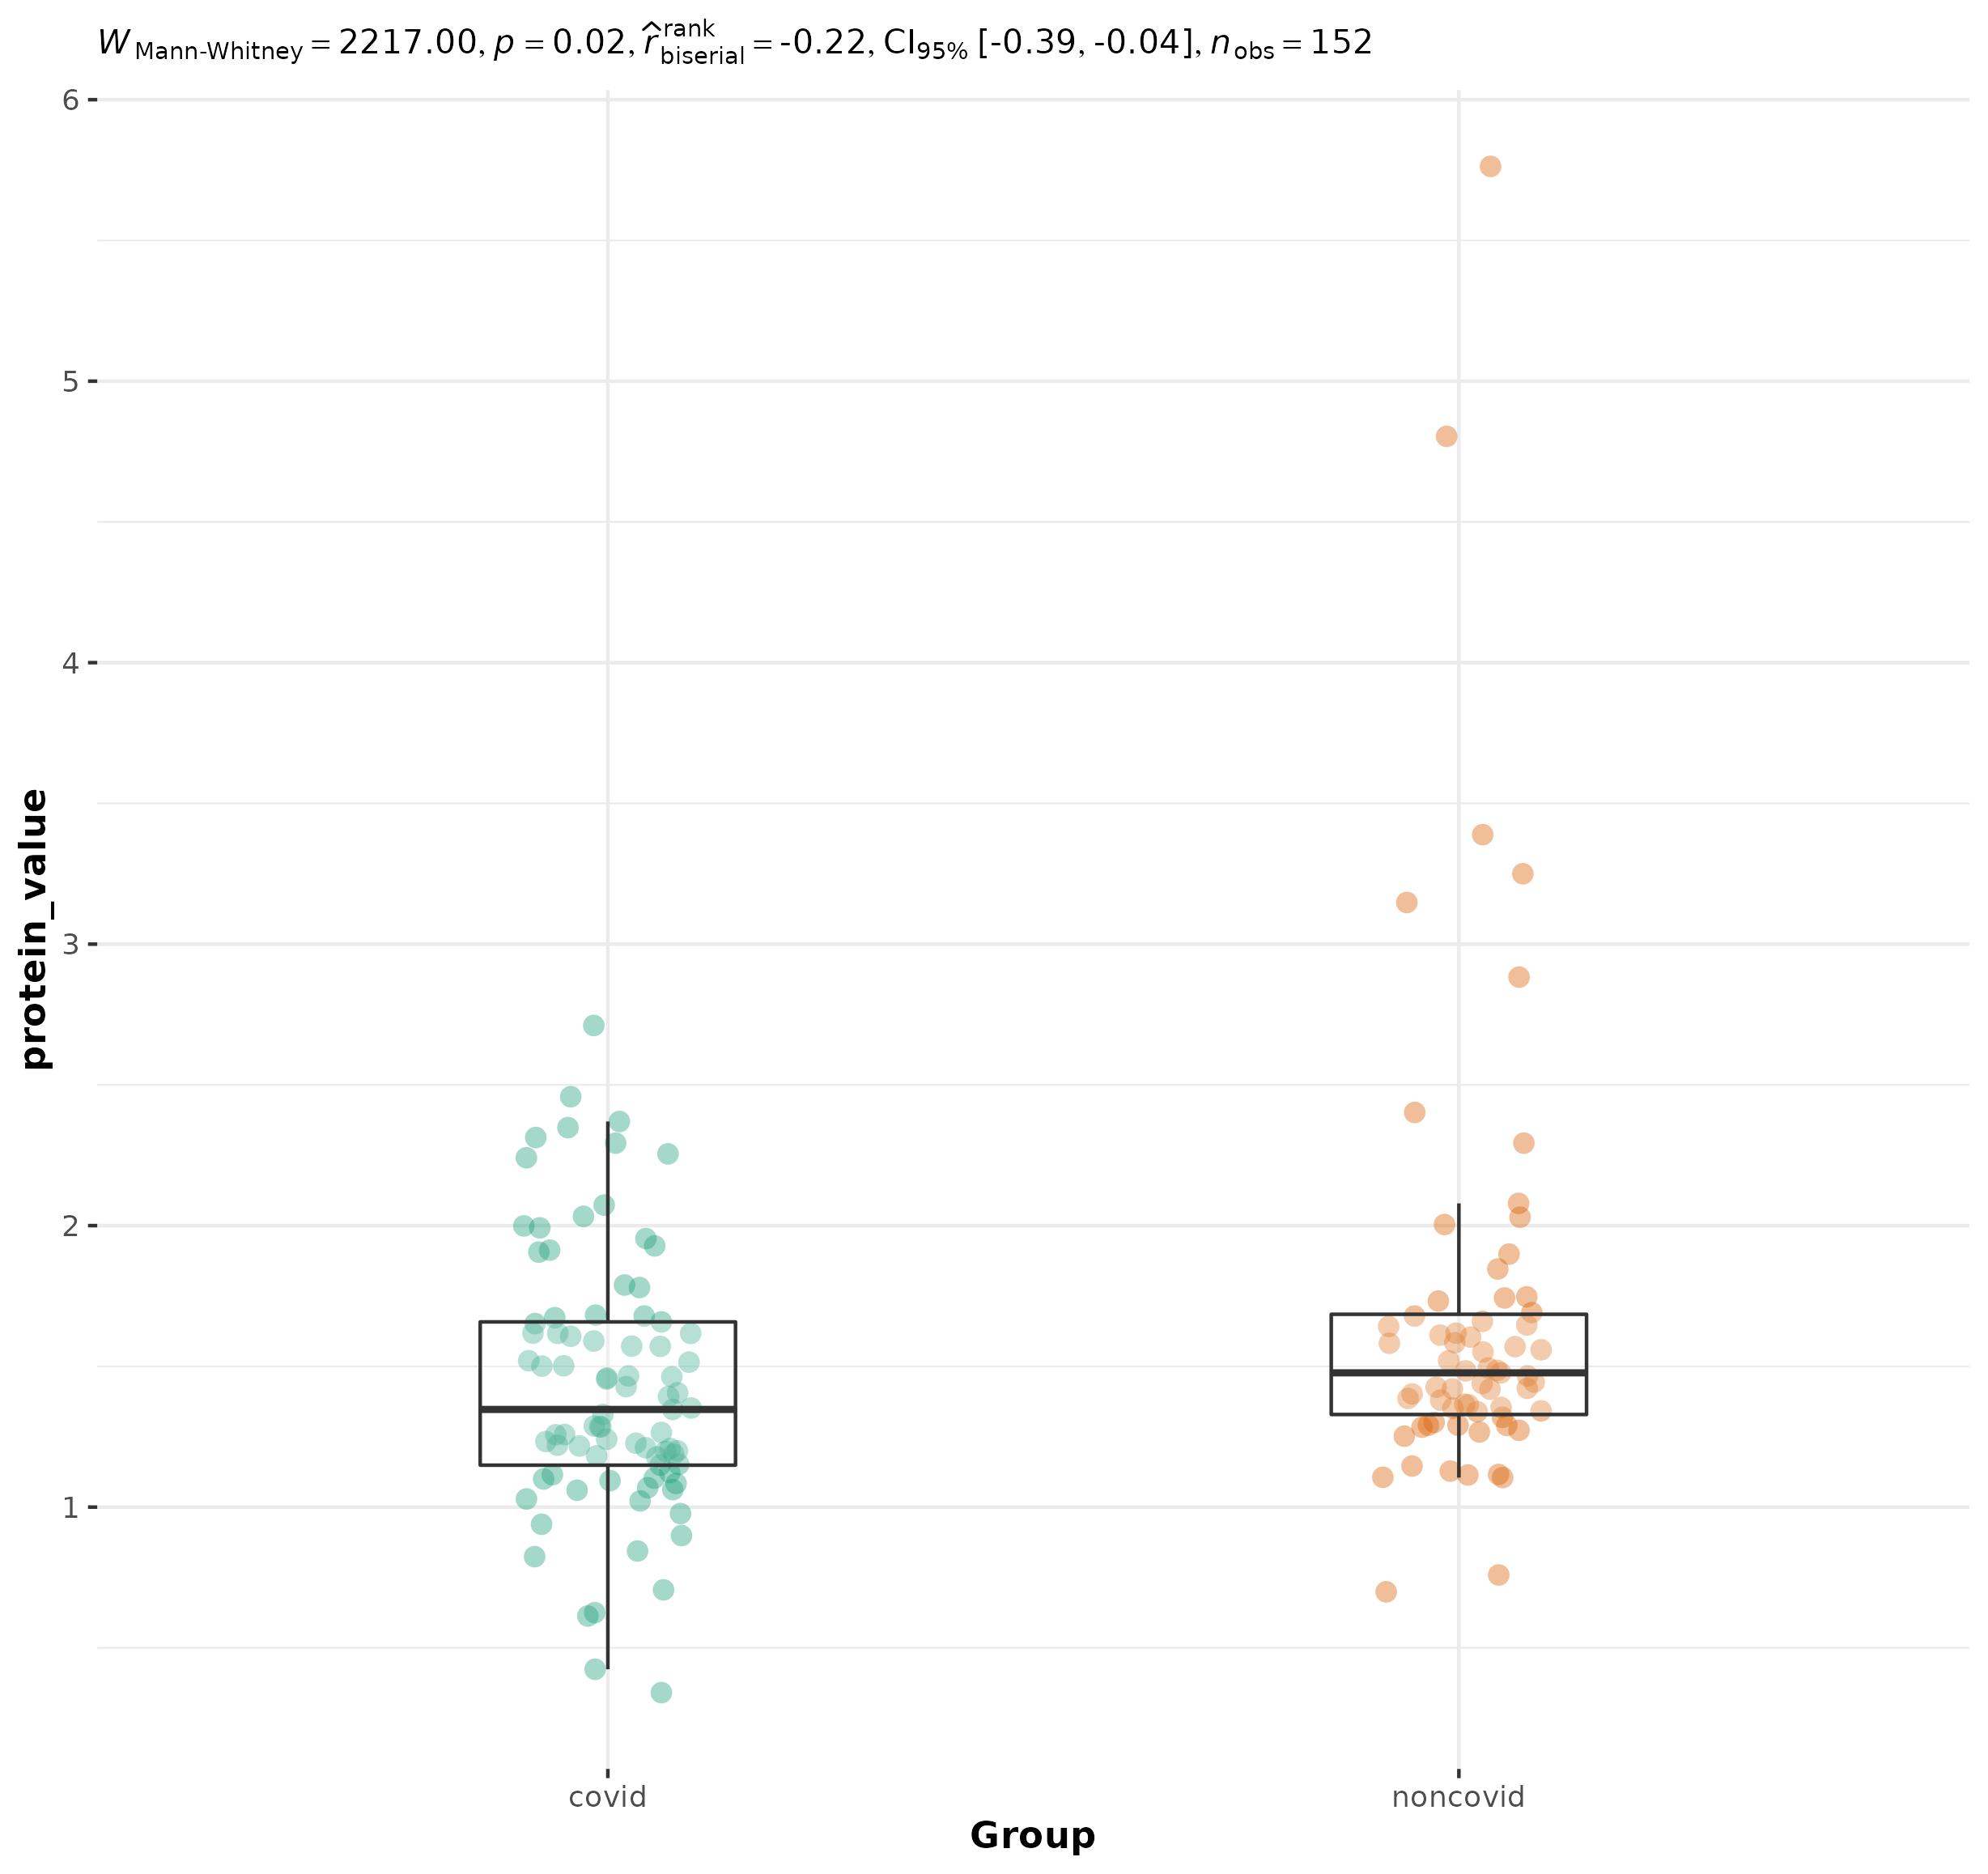 W Mann-Whitney = 2217.00, p = 0.02, r̂ rank biserial = -0.22, CI95% [-0.39, -0.04], nobs = 152
6
5
4
3
2
1
protein_value
covid noncovid
Group